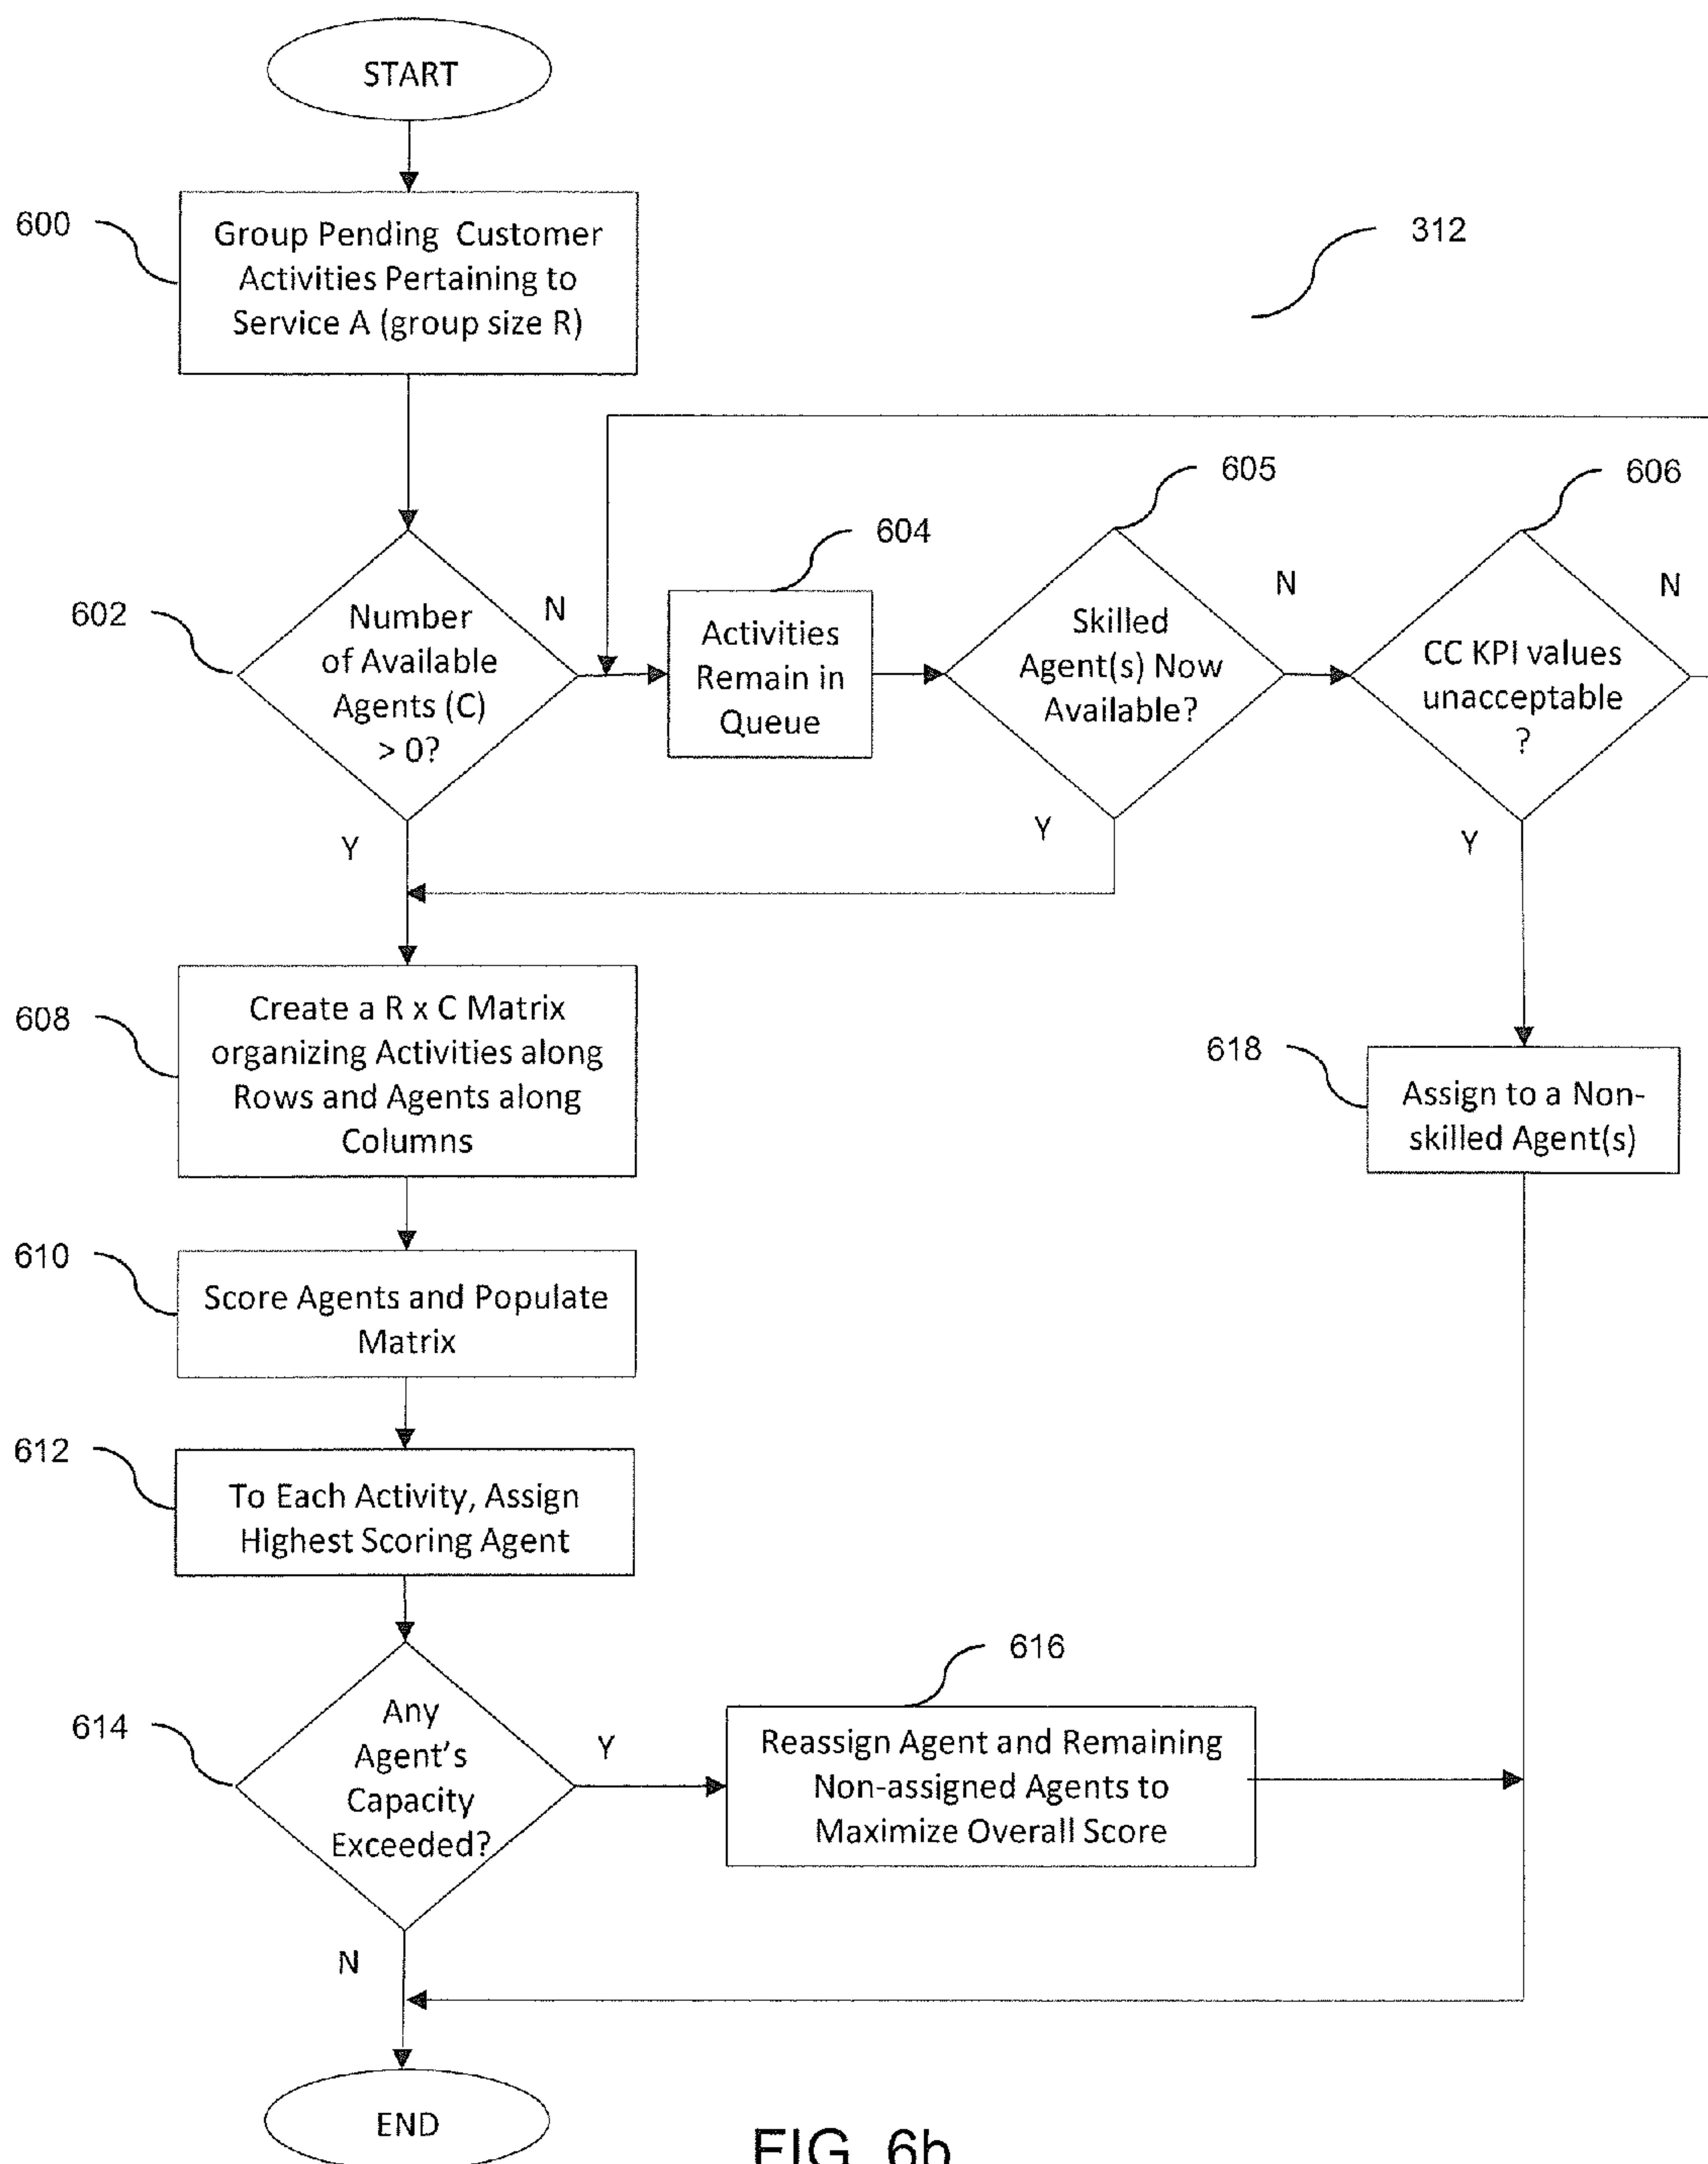 START
600
Group Pending Customer
Activities Pertaining to
Service A (group size R)
312
602
Number
of Available
Agents (C)
> 0?
N
Y
604
Activities
Remain in
Queue
605
Skilled
Agent(s) Now
Available?
N
Y
606
CC KPI values
unacceptable
?
N
Y
608
Create a R x C Matrix
organizing Activities along
Rows and Agents along
Columns
618
Assign to a Non-
skilled Agent(s)
610
Score Agents and Populate
Matrix
612
To Each Activity, Assign
Highest Scoring Agent
614
Any
Agent's
Capacity
Exceeded?
Y
N
616
Reassign Agent and Remaining
Non-assigned Agents to
Maximize Overall Score
END
FIG. 6b